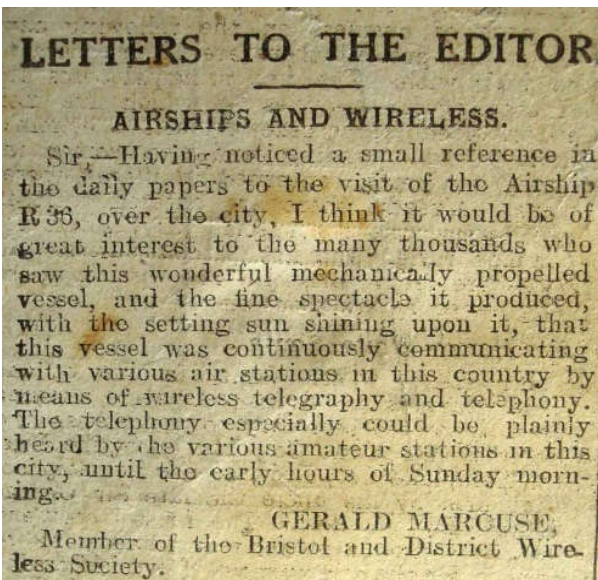 LETTERS TO THE EDITOR
AIRSHIPS AND WIRELESS.
Sir,—Having noticed a small reference in
the daily papers to the visit of the Airship
R 36, over the city, I think it would be of
great interest to the many thousands who
saw this wonderful mechanically propelled
vessel, and the fine spectacle it produced,
with the setting sun shining upon it, that
this vessel was continuously communicating
with various air stations in this country by
means of wireless telegraphy and telephony.
The telephony especially could be plainly
heard by the various amateur stations in this
city, until the early hours of Sunday morn-
ing.
GERALD MARCUSE,
Member of the Bristol and District Wire-
less Society.